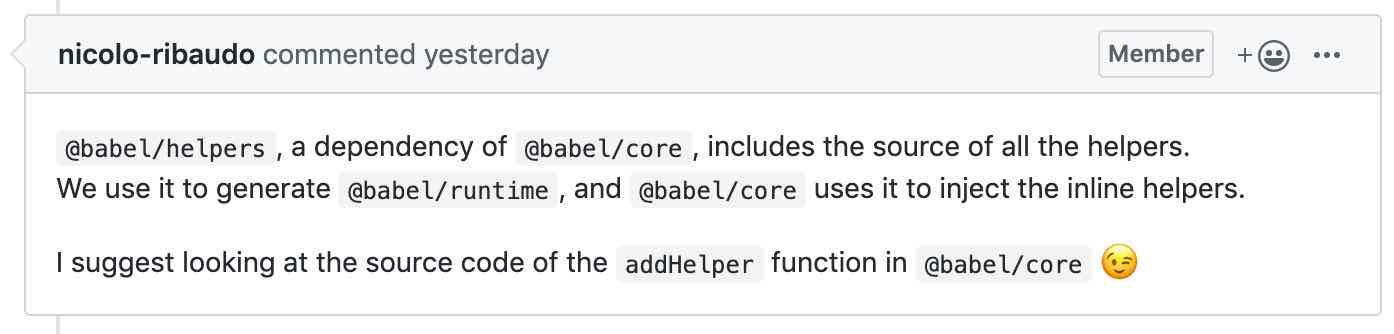 nicolo-ribaudo commented yesterday Member
@babel/helpers, a dependency of @babel/core, includes the source of all the helpers.
We use it to generate @babel/runtime, and @babel/core uses it to inject the inline helpers.
I suggest looking at the source code of the addHelper function in @babel/core 😉